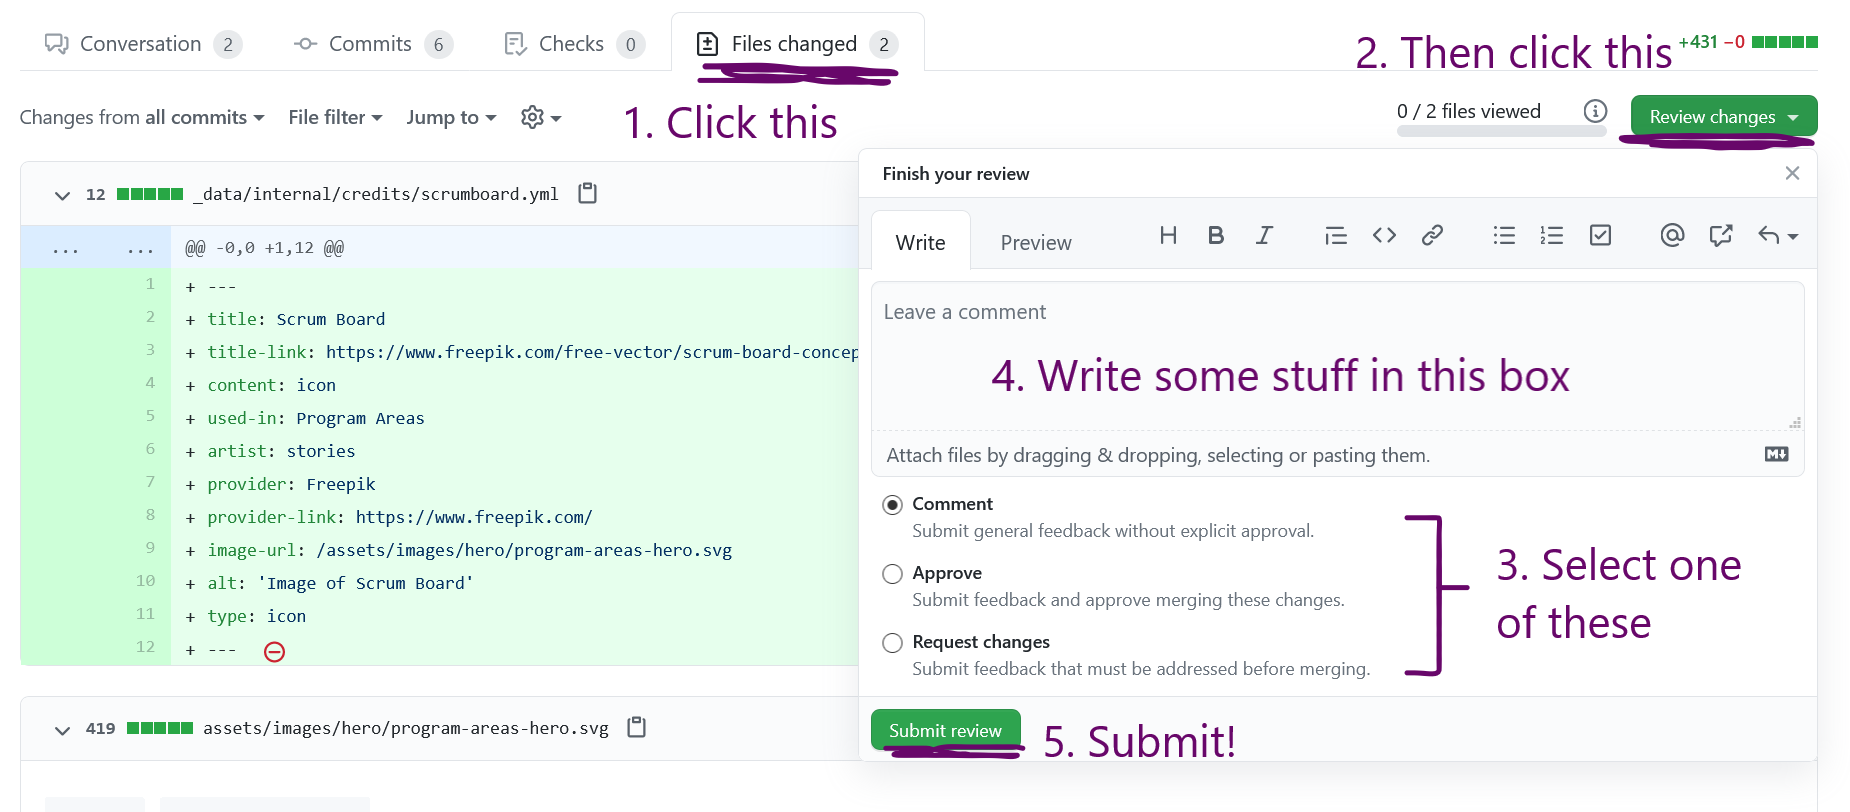 Conversation 2 Commits 6 Checks 0 Files changed 2
2. Then click this +431 −0
Changes from all commits File filter Jump to
1. Click this
0 / 2 files viewed Review changes
12 _data/internal/credits/scrumboard.yml
... ... @@ -0,0 +1,12 @@
1 + ---
2 + title: Scrum Board
3 + title-link: https://www.freepik.com/free-vector/scrum-board-concep
4 + content: icon
5 + used-in: Program Areas
6 + artist: stories
7 + provider: Freepik
8 + provider-link: https://www.freepik.com/
9 + image-url: /assets/images/hero/program-areas-hero.svg
10 + alt: 'Image of Scrum Board'
11 + type: icon
12 + ---
419 assets/images/hero/program-areas-hero.svg
Finish your review
Write Preview
Leave a comment
4. Write some stuff in this box
Attach files by dragging & dropping, selecting or pasting them.
Comment
Submit general feedback without explicit approval.
Approve
Submit feedback and approve merging these changes.
Request changes
Submit feedback that must be addressed before merging.
3. Select one
of these
Submit review 5. Submit!